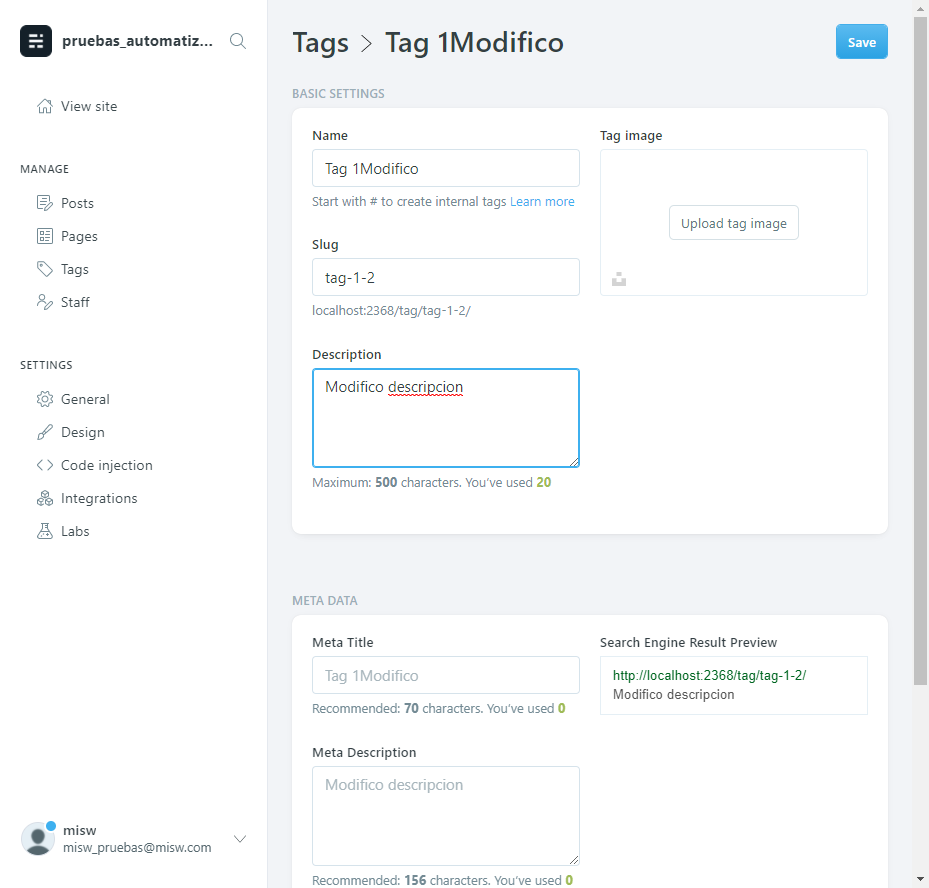 pruebas_automatiz...
View site
MANAGE
Posts
Pages
Tags
Staff
SETTINGS
General
Design
Code injection
Integrations
Labs
misw
misw_pruebas@misw.com
Tags > Tag 1Modifico
Save
BASIC SETTINGS
Name
Tag 1Modifico
Start with # to create internal tags Learn more
Slug
tag-1-2
localhost:2368/tag/tag-1-2/
Description
Modifico descripcion
Maximum: 500 characters. You’ve used 20
Tag image
Upload tag image
META DATA
Meta Title
Tag 1Modifico
Recommended: 70 characters. You’ve used 0
Meta Description
Modifico descripcion
Recommended: 156 characters. You’ve used 0
Search Engine Result Preview
http://localhost:2368/tag/tag-1-2/
Modifico descripcion